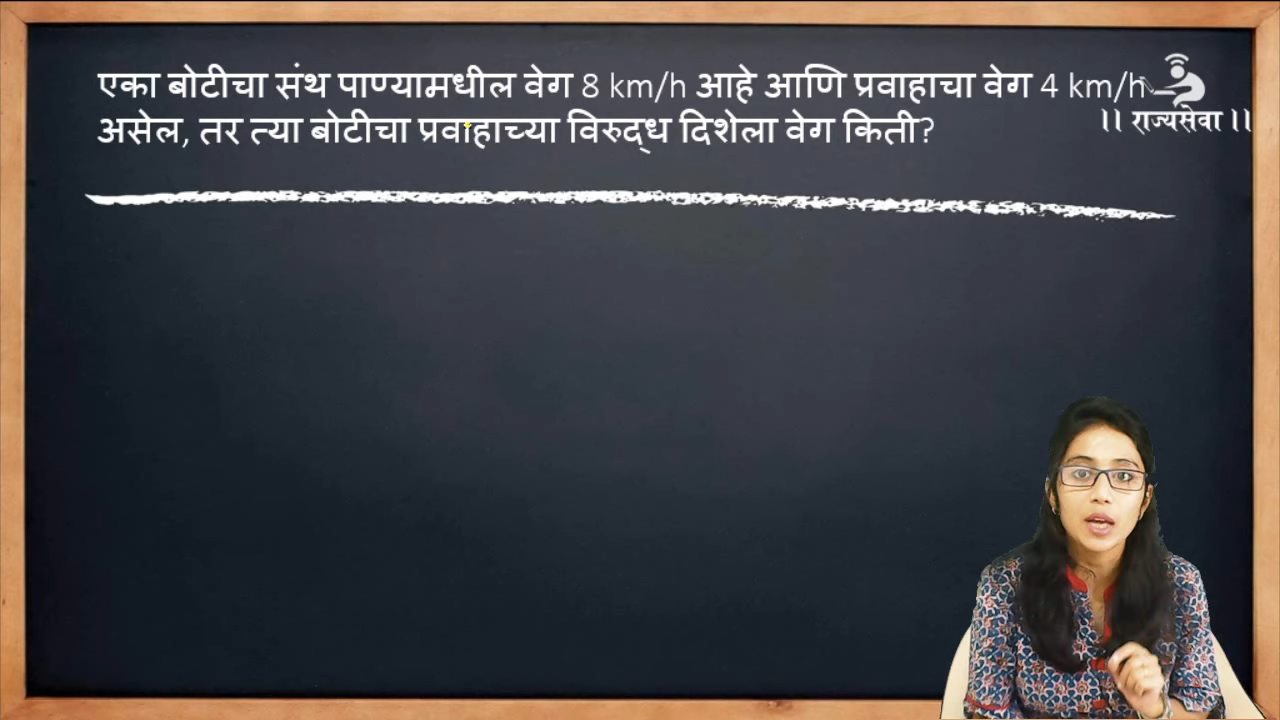 एका बोटीचा संथ पाण्यामधील वेग 8 km/h आहे आणि प्रवाहाचा वेग 4 km/h
असेल, तर त्या बोटीचा प्रवाहाच्या विरुद्ध दिशेला वेग किती?
।। राज्यसेवा ।।